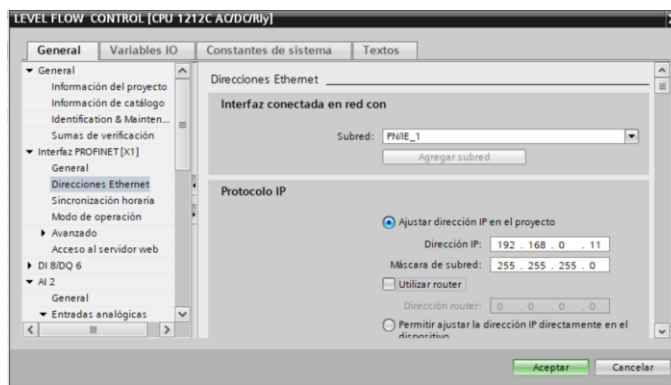 LEVEL FLOW CONTROL [CPU 1212C AC/DC/Rly]
General
Variables IO
Constantes de sistema
Textos
General
Información del proyecto
Información de catálogo
Identification & Mainten...
Sumas de verificación
Interfaz PROFINET [X1]
General
Direcciones Ethernet
Sincronización horaria
Modo de operación
Avanzado
Acceso al servidor web
DI 8/DQ 6
AI 2
General
Entradas analógicas
Direcciones Ethernet
Interfaz conectada en red con
Subred: PN/IE_1
Agregar subred
Protocolo IP
Ajustar dirección IP en el proyecto
Dirección IP: 192 . 168 . 0 . 11
Máscara de subred: 255 . 255 . 255 . 0
Utilizar router
Dirección router: 0 . 0 . 0 . 0
Permitir ajustar la dirección IP directamente en el
dispositivo
Aceptar
Cancelar